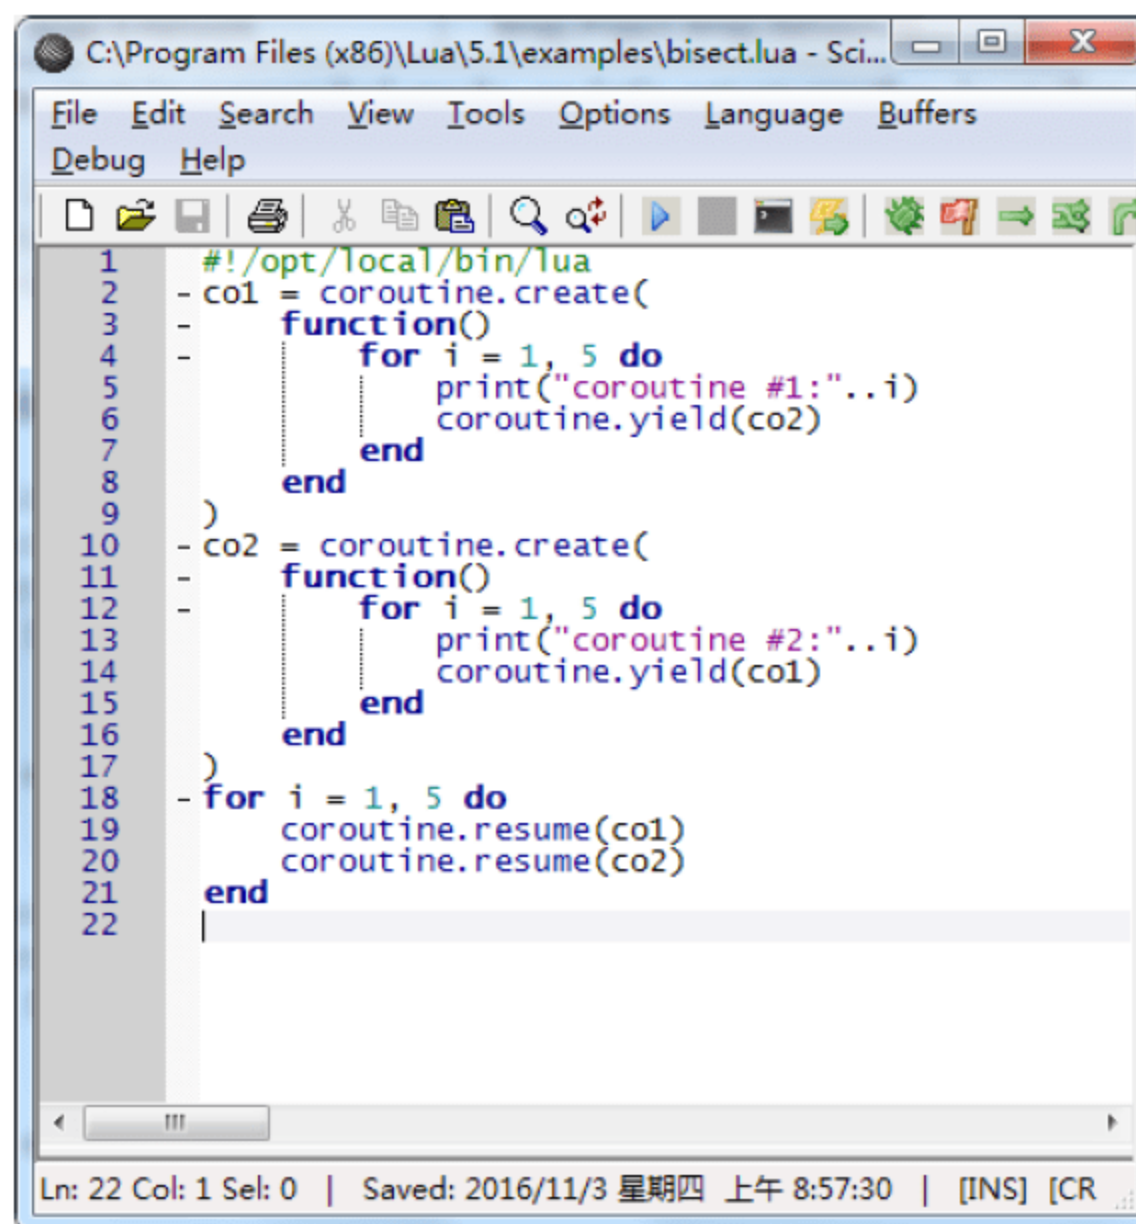 C:\Program Files (x86)\Lua\5.1\examples\bisect.lua - Sci...
File Edit Search View Tools Options Language Buffers
Debug Help
1 #!/opt/local/bin/lua
2 - co1 = coroutine.create(
3 - function()
4 - for i = 1, 5 do
5 print("coroutine #1:"..i)
6 coroutine.yield(co2)
7 end
8 end
9 )
10 - co2 = coroutine.create(
11 - function()
12 - for i = 1, 5 do
13 print("coroutine #2:"..i)
14 coroutine.yield(co1)
15 end
16 end
17 )
18 - for i = 1, 5 do
19 coroutine.resume(co1)
20 coroutine.resume(co2)
21 end
22
Ln: 22 Col: 1 Sel: 0 | Saved: 2016/11/3 星期四 上午 8:57:30 | [INS] [CR